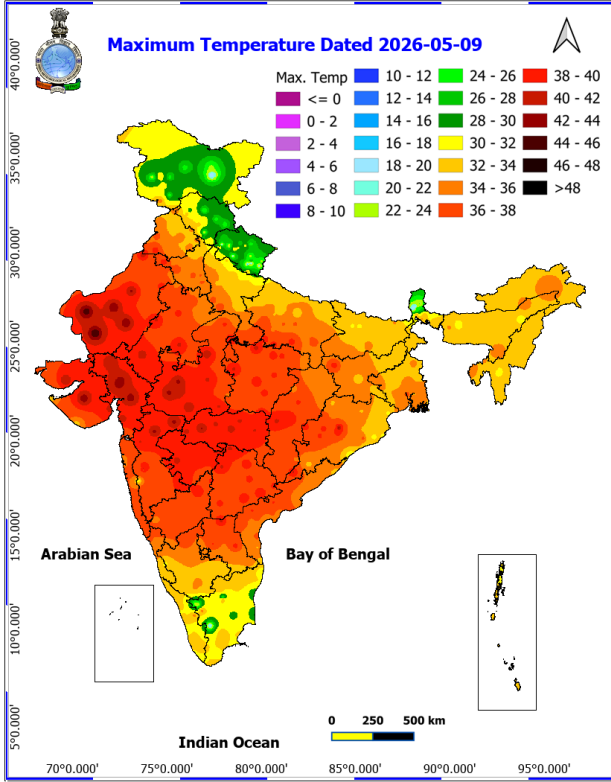 Maximum Temperature Dated 2026-05-09
Max. Temp
<= 0
0 - 2
2 - 4
4 - 6
6 - 8
8 - 10
10 - 12
12 - 14
14 - 16
16 - 18
18 - 20
20 - 22
22 - 24
24 - 26
26 - 28
28 - 30
30 - 32
32 - 34
34 - 36
36 - 38
38 - 40
40 - 42
42 - 44
44 - 46
46 - 48
>48
40°0.000'
35°0.000'
30°0.000'
25°0.000'
20°0.000'
15°0.000'
10°0.000'
5°0.000'
Arabian Sea
Bay of Bengal
Indian Ocean
0 250 500 km
70°0.000' 75°0.000' 80°0.000' 85°0.000' 90°0.000' 95°0.000'